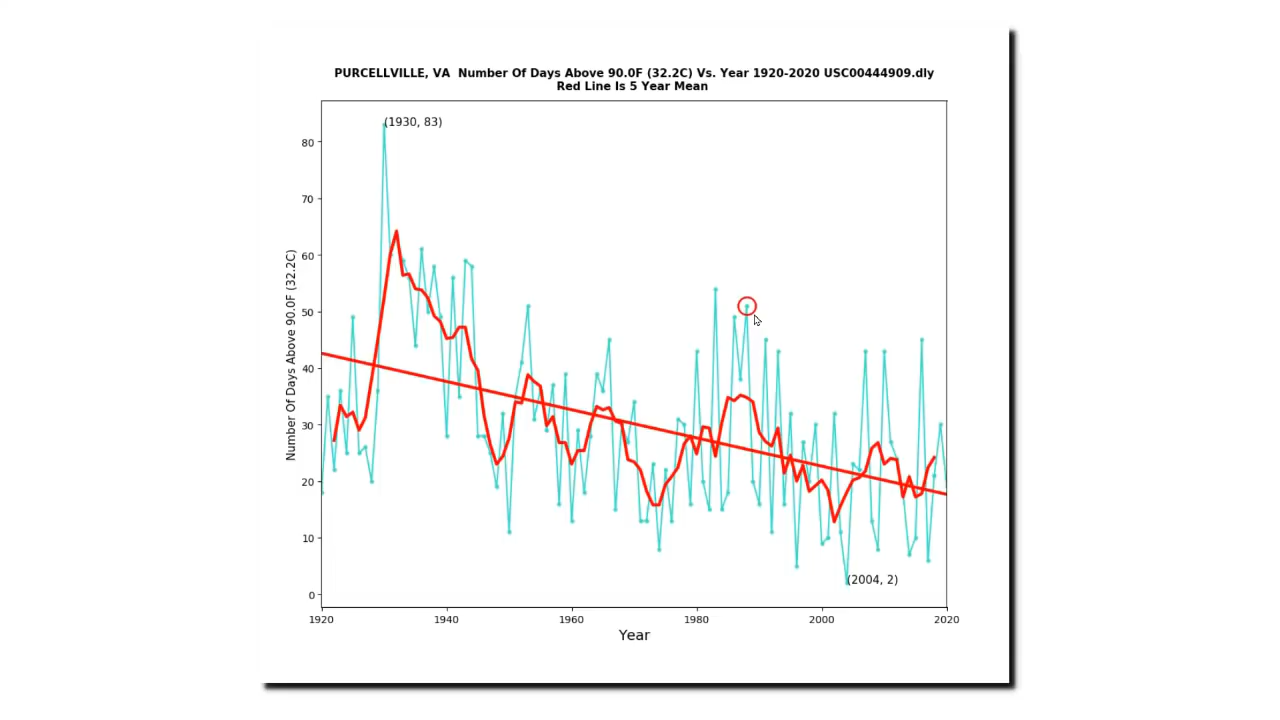 PURCELLVILLE, VA  Number Of Days Above 90.0F (32.2C) Vs. Year 1920-2020 USC00444909.dly
Red Line Is 5 Year Mean
(1930, 83)
80
70
60
50
40
30
20
10
0
Number Of Days Above 90.0F (32.2C)
(2004, 2)
1920 1940 1960 1980 2000 2020
Year